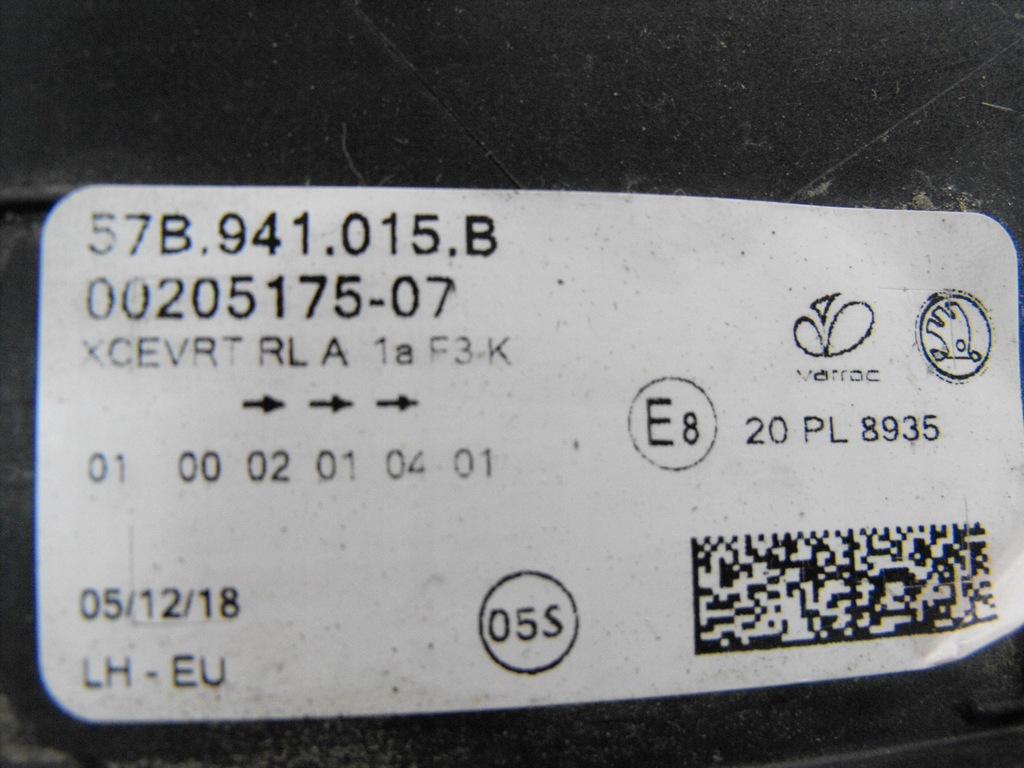 57B.941.015.B
00205175-07
XCEVRT RL A 1a F3-K
01 00 02 01 04 01
varroc
E8
20 PL 8935
05/12/18
LH - EU
05S